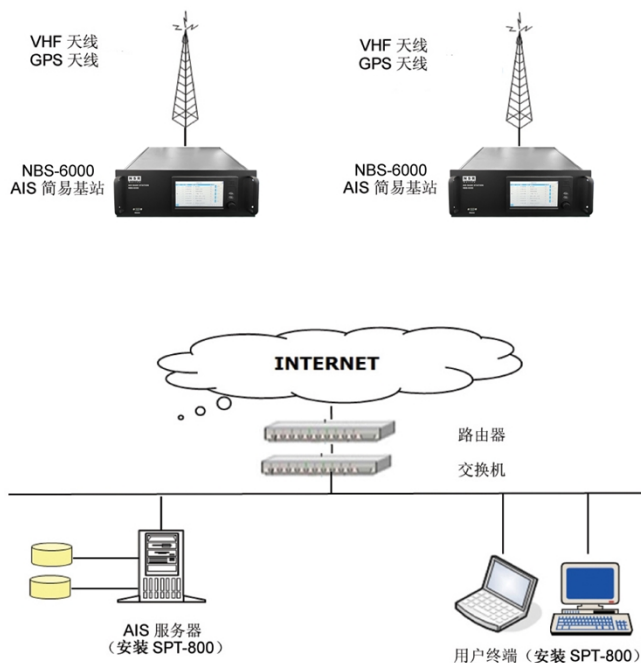 VHF 天线
GPS 天线
VHF 天线
GPS 天线
NBS-6000
AIS 简易基站
NBS-6000
AIS 简易基站
INTERNET
路由器
交换机
AIS 服务器
（安装 SPT-800）
用户终端（安装 SPT-800）